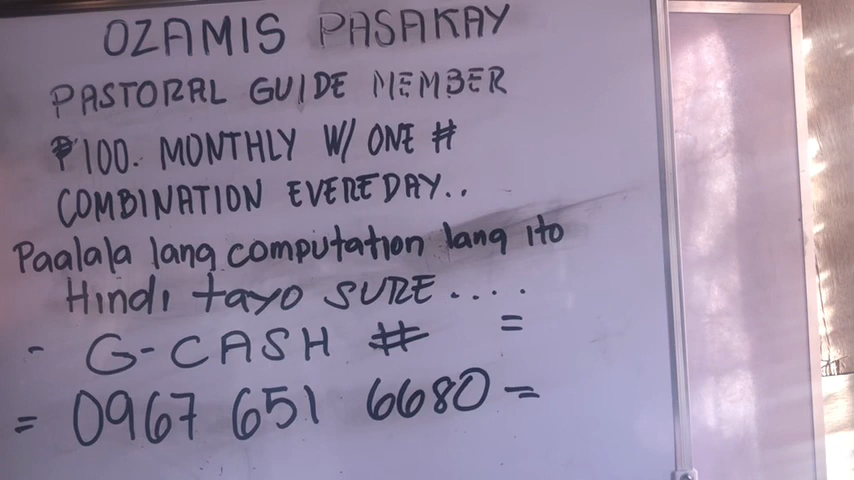 OZAMIS PASAKAY
PASTORAL GUIDE MEMBER
₱100. MONTHLY W/ ONE #
COMBINATION EVEREDAY..
Paalala lang computation lang ito
Hindi tayo SURE....
- G-CASH # =
= 0967 651 6680 =